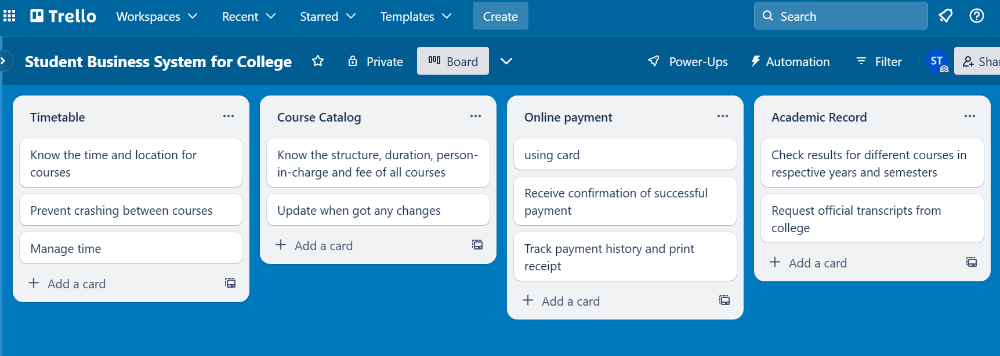 Trello Workspaces Recent Starred Templates Create Search
Student Business System for College Private Board Power-Ups Automation Filter ST
Timetable
Know the time and location for
courses
Prevent crashing between courses
Manage time
Add a card
Course Catalog
Know the structure, duration, person-
in-charge and fee of all courses
Update when got any changes
Add a card
Online payment
using card
Receive confirmation of successful
payment
Track payment history and print
receipt
Add a card
Academic Record
Check results for different courses in
respective years and semesters
Request official transcripts from
college
Add a card